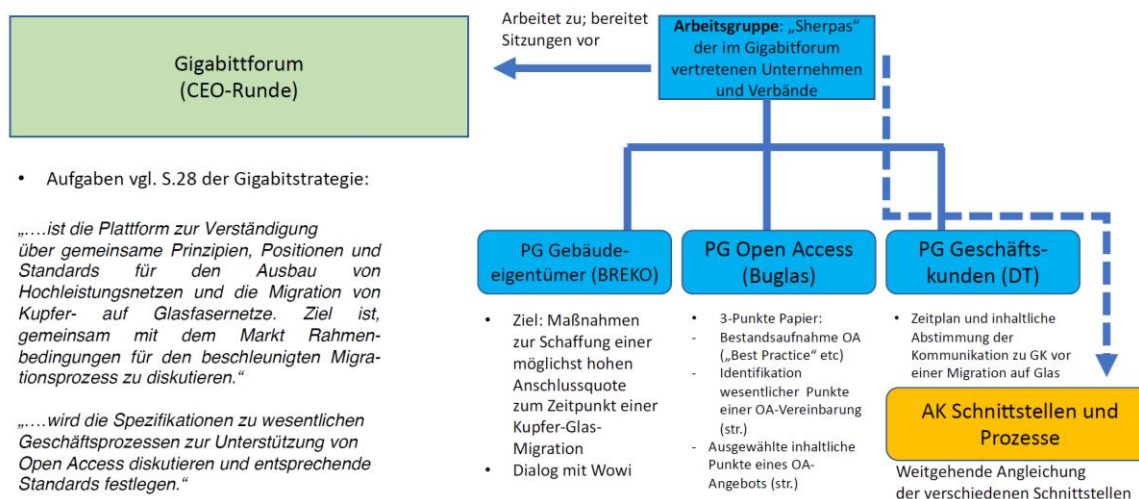 Gigabittforum
(CEO-Runde)
Arbeitet zu; bereitet
Sitzungen vor
Arbeitsgruppe: „Sherpas"
der im Gigabitforum
vertretenen Unternehmen
und Verbände
• Aufgaben vgl. S.28 der Gigabitstrategie:
„….ist die Plattform zur Verständigung
über gemeinsame Prinzipien, Positionen und
Standards für den Ausbau von
Hochleistungsnetzen und die Migration von
Kupfer- auf Glasfasernetze. Ziel ist,
gemeinsam mit dem Markt Rahmen-
bedingungen für den beschleunigten Migra-
tionsprozess zu diskutieren."
„….wird die Spezifikationen zu wesentlichen
Geschäftsprozessen zur Unterstützung von
Open Access diskutieren und entsprechende
Standards festlegen."
PG Gebäude-
eigentümer (BREKO)
• Ziel: Maßnahmen
zur Schaffung einer
möglichst hohen
Anschlussquote
zum Zeitpunkt einer
Kupfer-Glas-
Migration
• Dialog mit Wowi
PG Open Access
(Buglas)
• 3-Punkte Papier:
- Bestandsaufnahme OA
(„Best Practice" etc)
- Identifikation
wesentlicher Punkte
einer OA-Vereinbarung
(str.)
- Ausgewählte inhaltliche
Punkte eines OA-
Angebots (str.)
PG Geschäfts-
kunden (DT)
• Zeitplan und inhaltliche
Abstimmung der
Kommunikation zu GK vor
einer Migration auf Glas
AK Schnittstellen und
Prozesse
Weitgehende Angleichung
der verschiedenen Schnittstellen